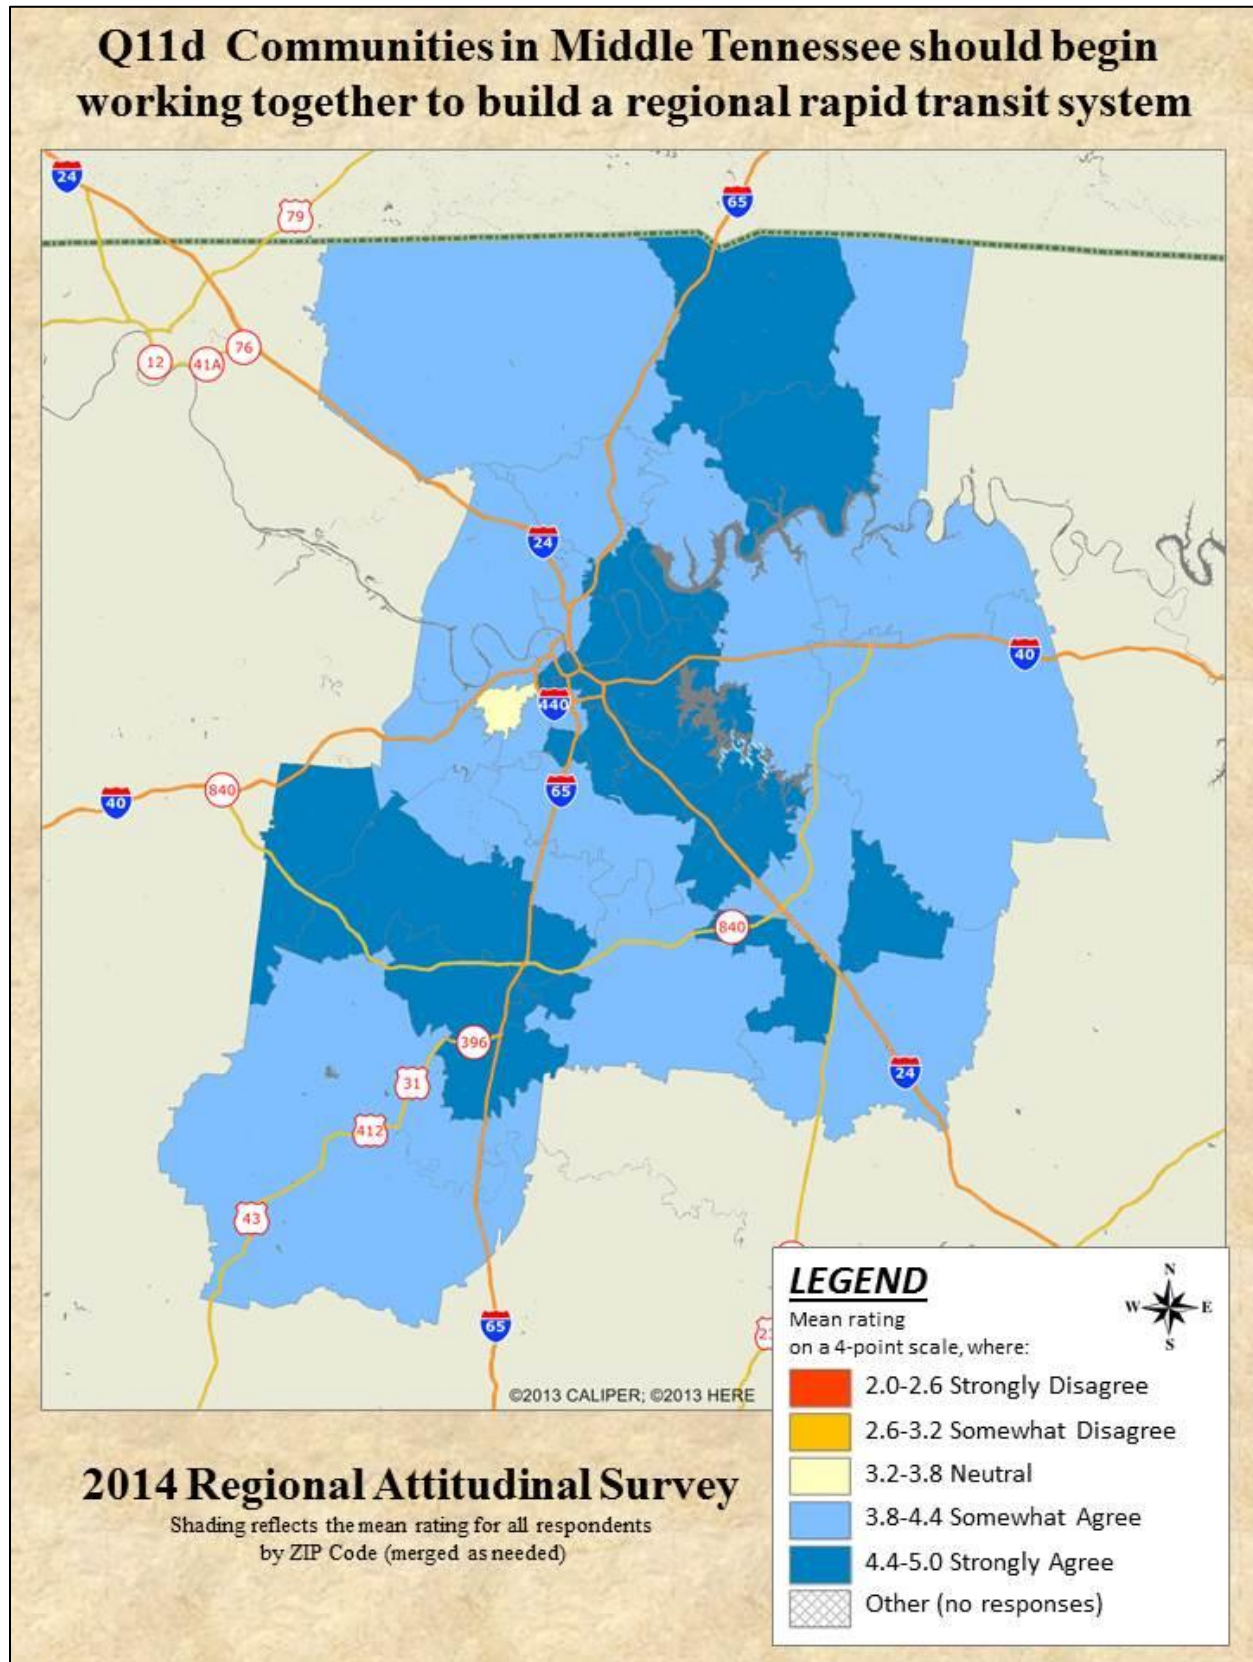 Q11d Communities in Middle Tennessee should begin
working together to build a regional rapid transit system
24
65
79
12
41A
76
24
40
440
840
40
65
840
396
31
24
412
43
65
©2013 CALIPER; ©2013 HERE
LEGEND
N
W E
S
Mean rating
on a 4-point scale, where:
2.0-2.6 Strongly Disagree
2.6-3.2 Somewhat Disagree
3.2-3.8 Neutral
3.8-4.4 Somewhat Agree
4.4-5.0 Strongly Agree
Other (no responses)
2014 Regional Attitudinal Survey
Shading reflects the mean rating for all respondents
by ZIP Code (merged as needed)